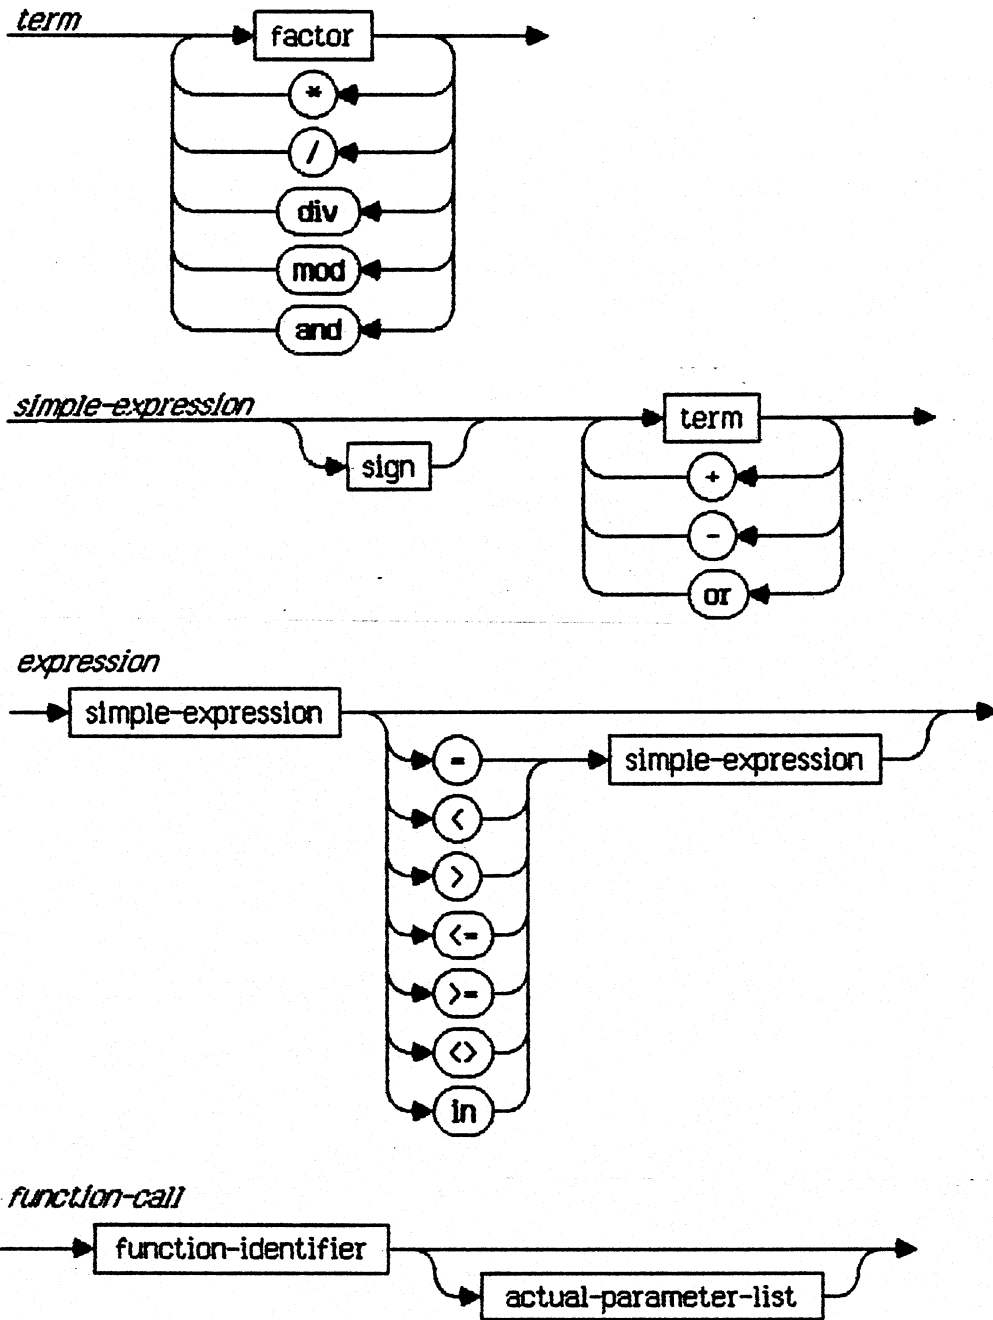 term
factor
*
/
div
mod
and
simple-expression
term
sign
+
-
or
expression
simple-expression
=
simple-expression
<
>
<=
>=
<>
in
function-call
function-identifier
actual-parameter-list